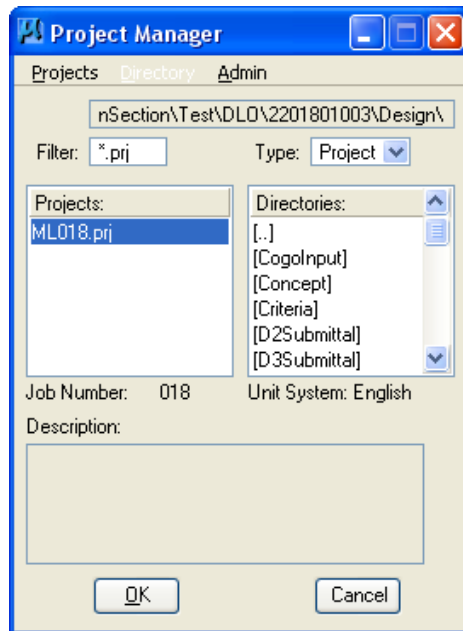 Project Manager
Projects Directory Admin
nSection\Test\DLO\2201801003\Design\
Filter: *.prj Type: Project
Projects: Directories:
ML018.prj [..]
[CogoInput]
[Concept]
[Criteria]
[D2Submittal]
[D3Submittal]
Job Number: 018 Unit System: English
Description:
OK Cancel